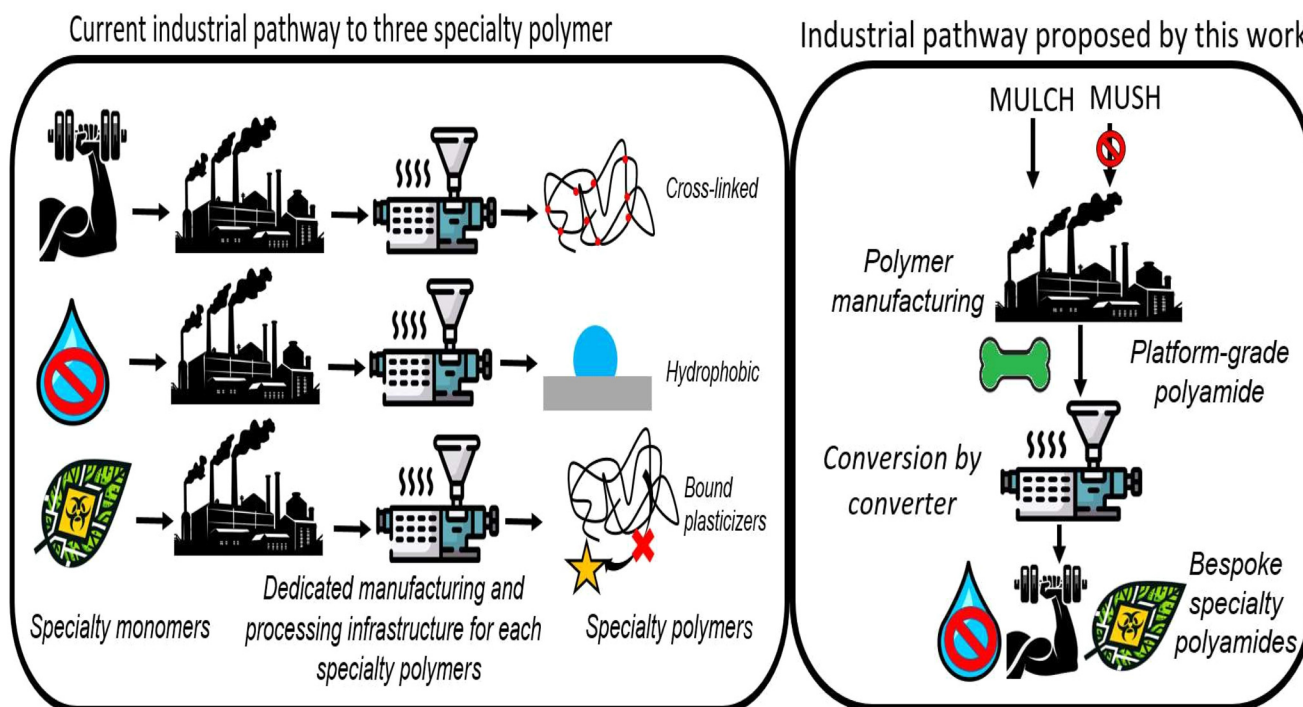 Current industrial pathway to three specialty polymer
Cross-linked
Hydrophobic
Bound
plasticizers
Specialty monomers
Dedicated manufacturing and
processing infrastructure for each
specialty polymers
Specialty polymers
Industrial pathway proposed by this work
MULCH MUSH
Polymer
manufacturing
Platform-grade
polyamide
Conversion by
converter
Bespoke
specialty
polyamides